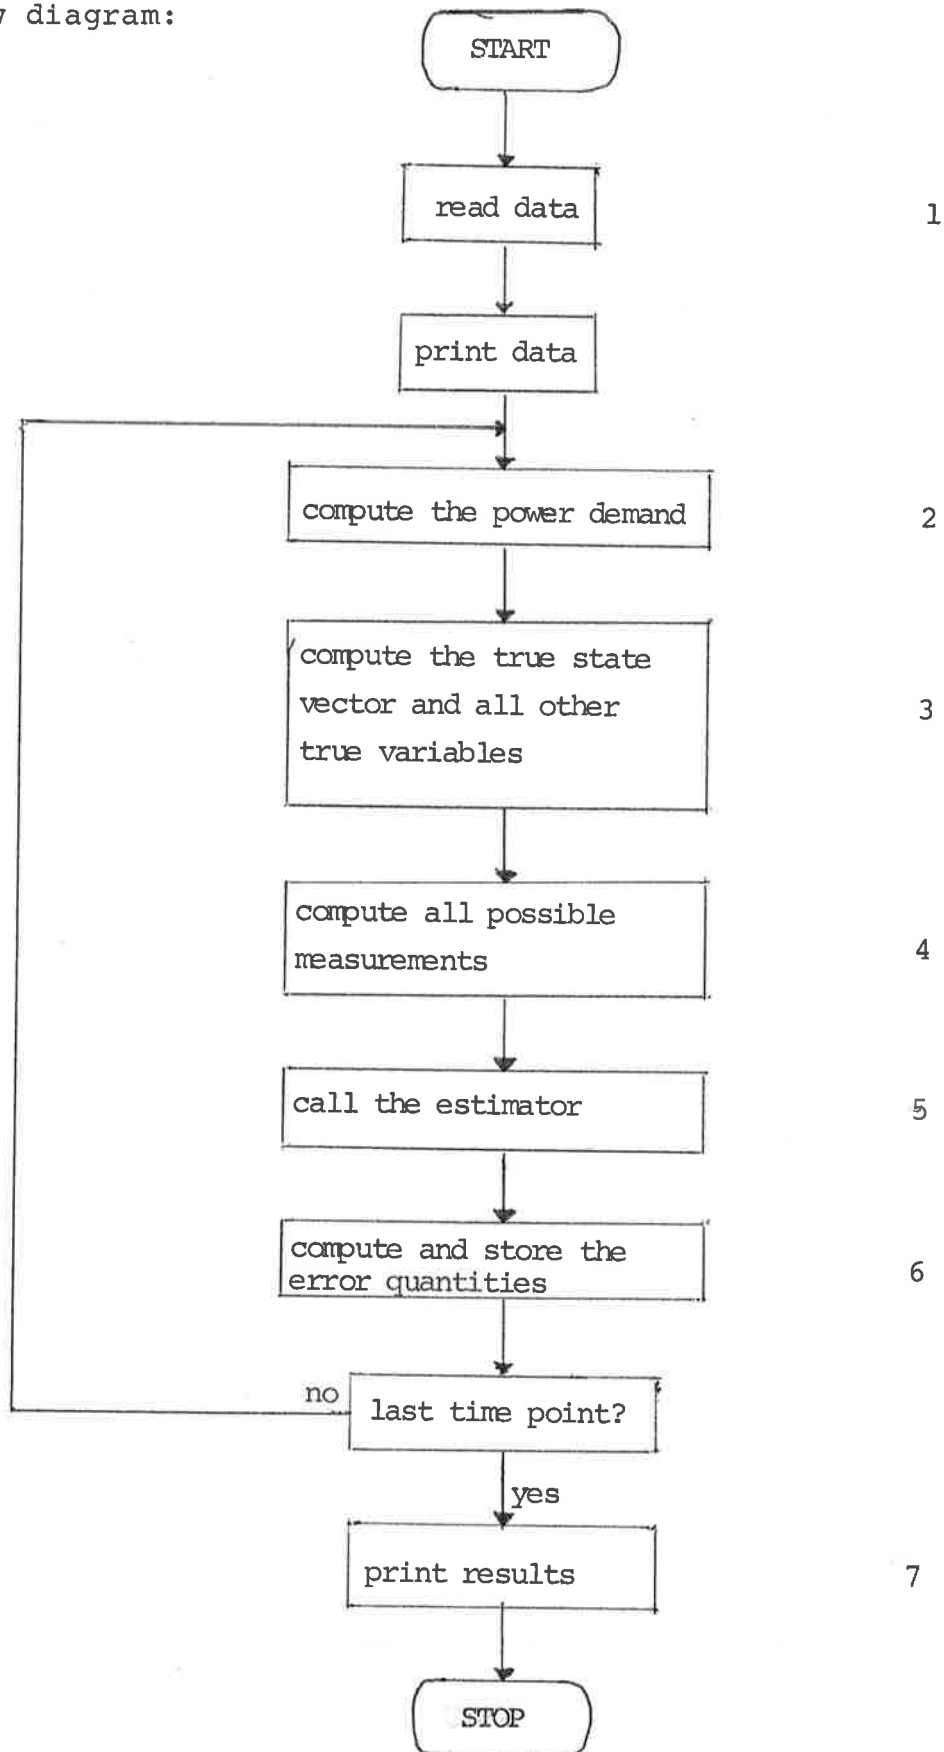 diagram:
START
read data
1
print data
compute the power demand
2
compute the true state
vector and all other
true variables
3
compute all possible
measurements
4
call the estimator
5
compute and store the
error quantities
6
no
last time point?
yes
print results
7
STOP